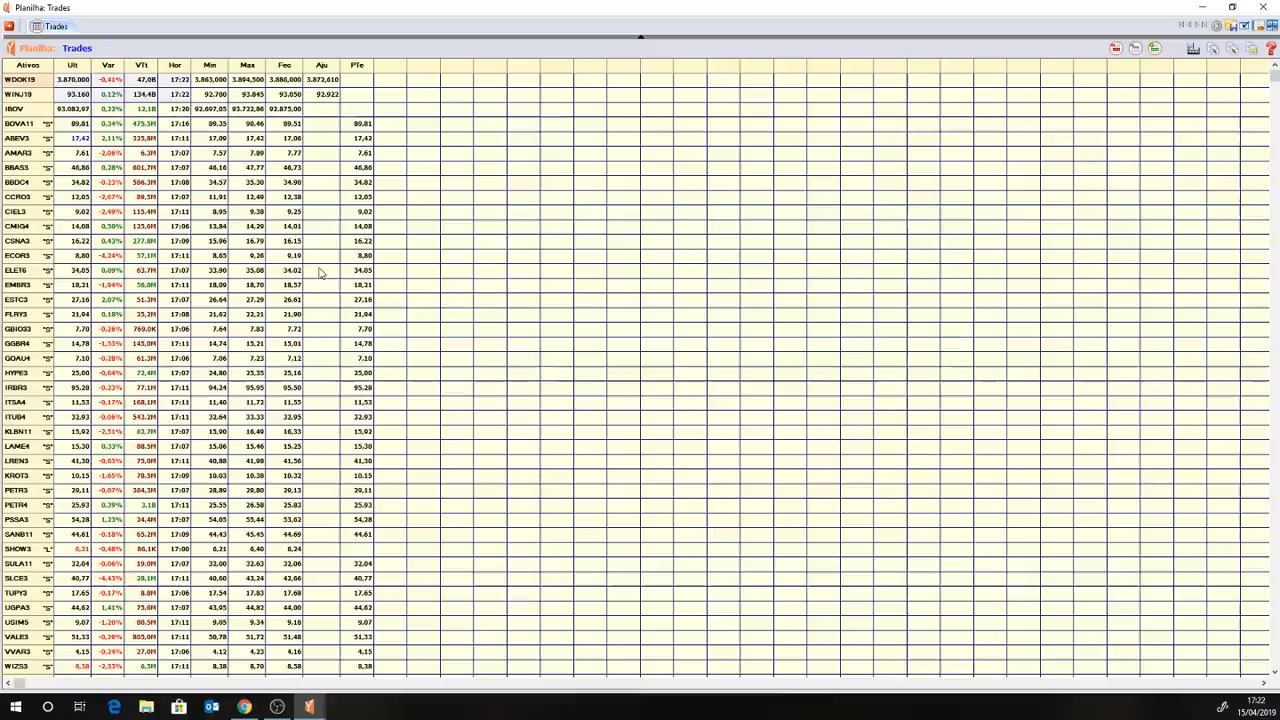 Planilha: Trades
Trades
Planilha: Trades
Ativos Ult Var VTt Hor Min Max Fec Aju PTe
WDOK19 3.870,000 -0,41% 47,0B 17:22 3.863,000 3.894,500 3.886,000 3.872,610
WINJ19 93.160 0,12% 134,4B 17:22 92.700 93.845 93.050 92.922
IBOV 93.082,97 0,22% 12,1B 17:20 92.697,05 93.722,86 92.875,00
BOVA11 "S" 89,81 0,34% 475,5M 17:16 89,35 90,46 89,51 89,81
ABEV3 "S" 17,42 2,11% 325,8M 17:11 17,09 17,42 17,06 17,42
AMAR3 "S" 7,61 -2,06% 6,3M 17:07 7,57 7,89 7,77 7,61
BBAS3 "S" 46,86 0,28% 601,7M 17:07 46,16 47,77 46,73 46,86
BBDC4 "S" 34,82 -0,23% 586,3M 17:08 34,57 35,30 34,90 34,82
CCRO3 "S" 12,05 -2,67% 89,5M 17:07 11,91 12,49 12,38 12,05
CIEL3 "S" 9,02 -2,49% 115,4M 17:11 8,95 9,38 9,25 9,02
CMIG4 "S" 14,08 0,50% 125,6M 17:07 13,84 14,29 14,01 14,08
CSNA3 "S" 16,22 0,43% 277,8M 17:09 15,96 16,79 16,15 16,22
ECOR3 "S" 8,80 -4,24% 57,1M 17:11 8,65 9,26 9,19 8,80
ELET6 "S" 34,05 0,09% 63,7M 17:07 33,90 35,08 34,02 34,05
EMBR3 "S" 18,21 -1,94% 56,0M 17:11 18,09 18,70 18,57 18,21
ESTC3 "S" 27,16 2,07% 51,3M 17:07 26,64 27,29 26,61 27,16
FLRY3 "S" 21,94 0,18% 25,2M 17:08 21,62 22,21 21,90 21,94
GBIO33 "S" 7,70 -0,26% 769,0K 17:07 7,64 7,83 7,72 7,70
GGBR4 "S" 14,78 -1,53% 145,0M 17:11 14,74 15,21 15,01 14,78
GOAU4 "S" 7,10 -0,28% 61,3M 17:06 7,06 7,23 7,12 7,10
HYPE3 "S" 25,00 -0,64% 72,4M 17:07 24,80 25,35 25,16 25,00
IRBR3 "S" 95,28 -0,23% 77,1M 17:11 94,24 95,95 95,50 95,28
ITSA4 "S" 11,53 -0,17% 168,1M 17:11 11,40 11,72 11,55 11,53
ITUB4 "S" 32,93 -0,06% 543,2M 17:11 32,64 33,33 32,95 32,93
KLBN11 "S" 15,92 -2,51% 62,7M 17:07 15,90 16,49 16,33 15,92
LAME4 "S" 15,30 0,33% 88,5M 17:07 15,06 15,46 15,25 15,30
LREN3 "S" 41,30 -0,63% 75,0M 17:11 40,88 41,98 41,56 41,30
KROT3 "S" 10,15 -1,65% 78,5M 17:09 10,03 10,38 10,32 10,15
PETR3 "S" 29,11 -0,07% 364,3M 17:07 28,89 29,80 29,13 29,11
PETR4 "S" 25,93 0,39% 3,1B 17:11 25,55 26,58 25,83 25,93
PSSA3 "S" 54,28 1,23% 24,4M 17:07 54,05 55,44 53,62 54,28
SANB11 "S" 44,61 -0,18% 65,2M 17:09 44,43 45,45 44,69 44,61
SHOW3 "L" 6,21 -0,48% 86,1K 17:00 6,21 6,40 6,24
SULA11 "S" 32,04 -0,06% 19,0M 17:07 32,00 32,63 32,06 32,04
SLCE3 "S" 40,77 -4,43% 28,1M 17:11 40,60 43,24 42,66 40,77
TUPY3 "S" 17,65 -0,17% 8,8M 17:06 17,54 17,83 17,68 17,65
UGPA3 "S" 44,62 1,41% 75,6M 17:07 43,95 44,82 44,00 44,62
USIM5 "S" 9,07 -1,20% 80,5M 17:11 9,05 9,34 9,18 9,07
VALE3 "S" 51,33 -0,29% 805,0M 17:11 50,78 51,72 51,48 51,33
VVAR3 "S" 4,15 -0,24% 27,0M 17:06 4,12 4,23 4,16 4,15
WIZS3 "S" 8,38 -2,33% 6,5M 17:11 8,38 8,70 8,58 8,38
17:22
15/04/2019